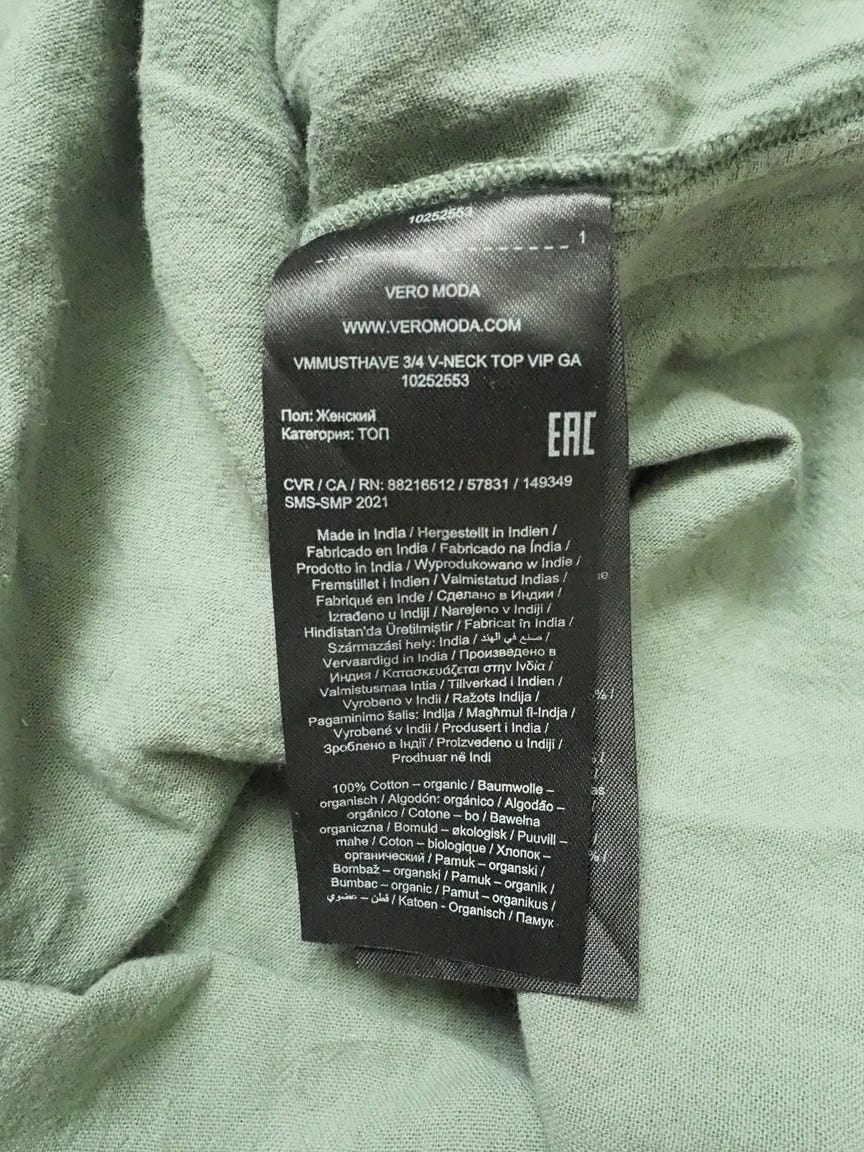 10252553
1
VERO MODA
WWW.VEROMODA.COM
VMMUSTHAVE 3/4 V-NECK TOP VIP GA
10252553
Пол: Женский
Категория: ТОП
EAC
CVR / CA / RN: 88216512 / 57831 / 149349
SMS-SMP 2021
Made in India / Hergestellt in Indien /
Fabricado en India / Fabricado na Índia /
Prodotto in India / Wyprodukowano w Indie /
Fremstillet i Indien / Valmistatud Indias /
Fabriqué en Inde / Сделано в Индии /
Izrađeno u Indiji / Narejeno v Indiji /
Hindistan'da Üretilmiştir / Fabricat în India /
Származási hely: India / صنع في الهند /
Vervaardigd in India / Произведено в
Индия / Κατασκευάζεται στην Ινδία /
Valmistusmaa Intia / Tillverkad i Indien /
Vyrobeno v Indii / Ražots Indija /
Pagaminimo šalis: Indija / Magħmul fl-Indja /
Vyrobené v Indii / Produsert i India /
Зроблено в Індії / Proizvedeno u Indiji /
Prodhuar në Indi
100% Cotton – organic / Baumwolle –
organisch / Algodón: orgánico / Algodão –
orgânico / Cotone – bo / Bawełna
organiczna / Bomuld – økologisk / Puuvill –
mahe / Coton – biologique / Хлопок –
органический / Pamuk – organski /
Bombaž – organski / Pamuk – organik /
Bumbac – organic / Pamut – organikus /
قطن – عضوي / Katoen - Organisch / Памук